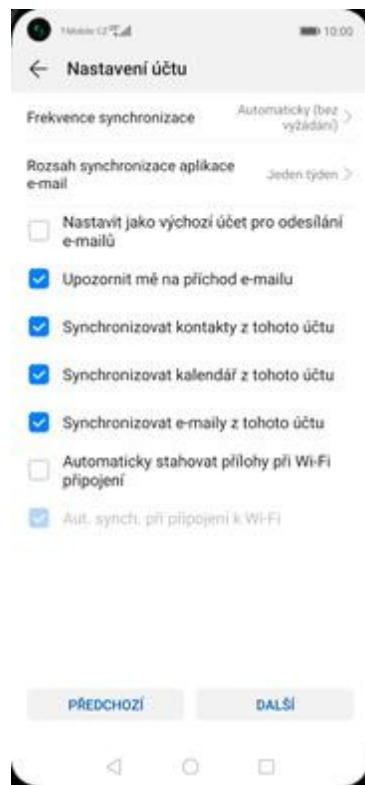 T-Mobile CZ
10:00
Nastavení účtu
Frekvence synchronizace
Automaticky (bez
vyžádání)
Rozsah synchronizace aplikace
e-mail
Jeden týden
Nastavit jako výchozí účet pro odesílání
e-mailů
Upozornit mě na příchod e-mailu
Synchronizovat kontakty z tohoto účtu
Synchronizovat kalendář z tohoto účtu
Synchronizovat e-maily z tohoto účtu
Automaticky stahovat přílohy při Wi-Fi
připojení
Aut. synch. při připojení k Wi-Fi
PŘEDCHOZÍ
DALŠÍ